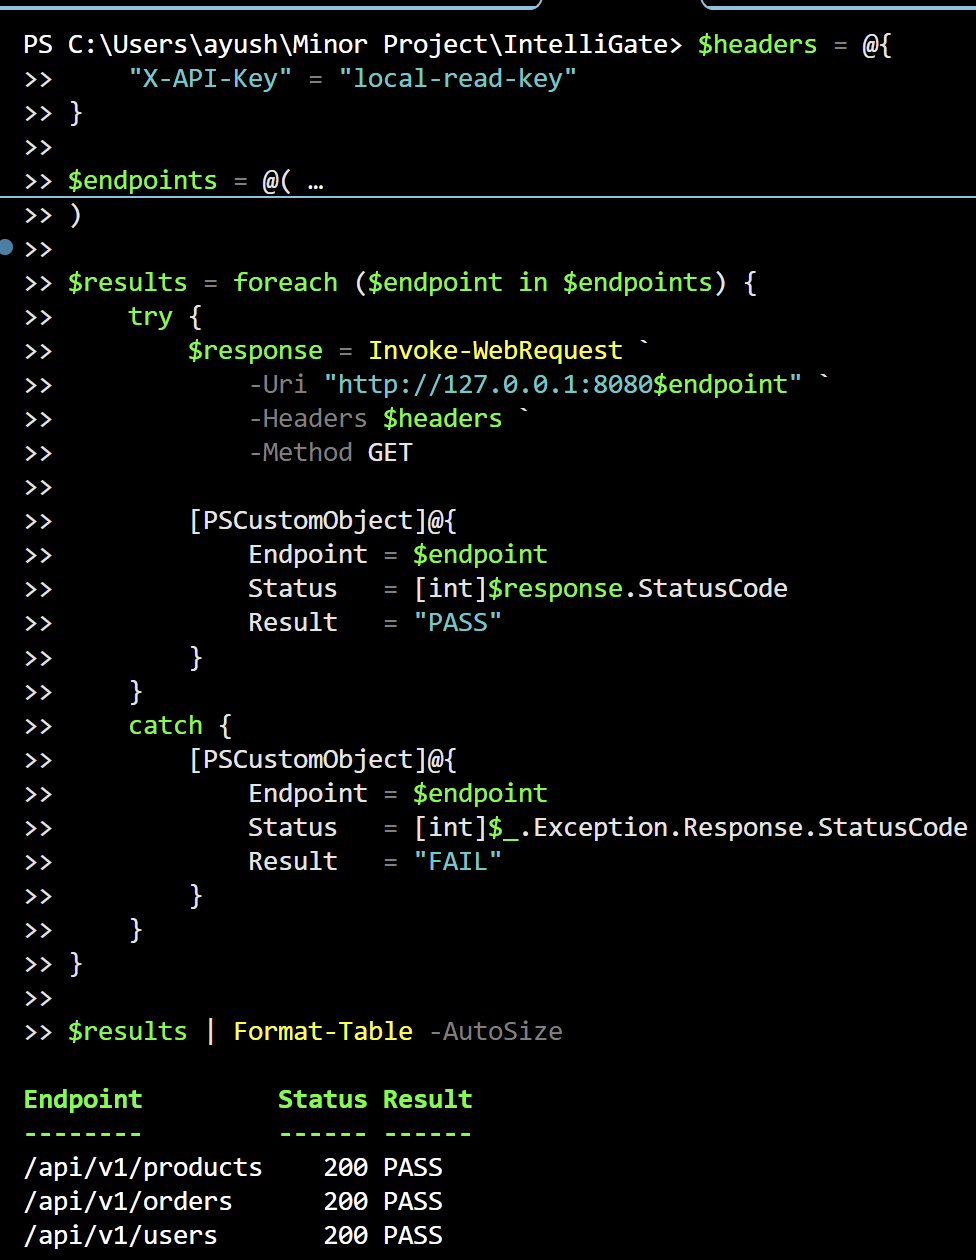 PS C:\Users\ayush\Minor Project\IntelliGate> $headers = @{
>>     "X-API-Key" = "local-read-key"
>> }
>>
>> $endpoints = @( …
>> )
>>
>> $results = foreach ($endpoint in $endpoints) {
>>     try {
>>         $response = Invoke-WebRequest `
>>             -Uri "http://127.0.0.1:8080$endpoint" `
>>             -Headers $headers `
>>             -Method GET
>>
>>         [PSCustomObject]@{
>>             Endpoint = $endpoint
>>             Status   = [int]$response.StatusCode
>>             Result   = "PASS"
>>         }
>>     }
>>     catch {
>>         [PSCustomObject]@{
>>             Endpoint = $endpoint
>>             Status   = [int]$_.Exception.Response.StatusCode
>>             Result   = "FAIL"
>>         }
>>     }
>> }
>>
>> $results | Format-Table -AutoSize
Endpoint         Status Result
--------         ------ ------
/api/v1/products    200 PASS
/api/v1/orders      200 PASS
/api/v1/users       200 PASS